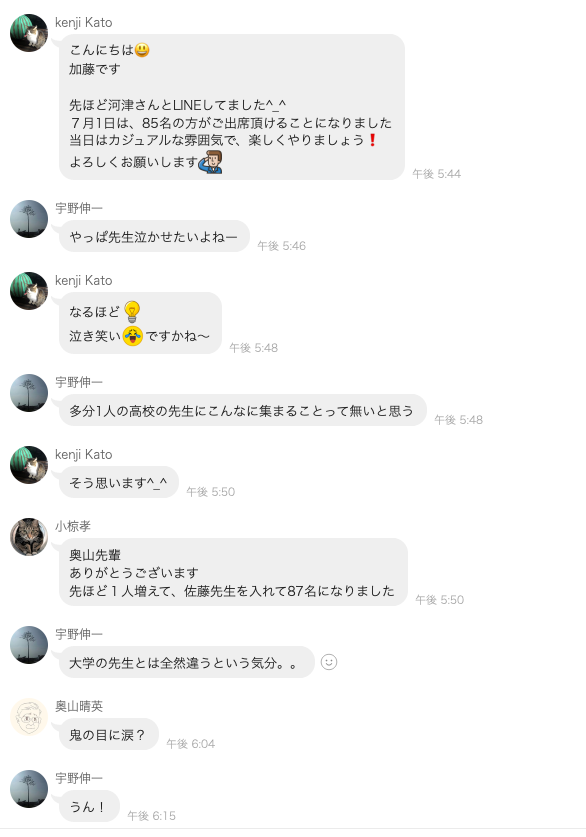 kenji Kato
こんにちは😃
加藤です
先ほど河津さんとLINEしてました^_^
７月1日は、85名の方がご出席頂けることになりました
当日はカジュアルな雰囲気で、楽しくやりましょう❗
よろしくお願いします
午後 5:44
宇野伸一
やっぱ先生泣かせたいよねー
午後 5:46
kenji Kato
なるほど💡
泣き笑い😂ですかね〜
午後 5:48
宇野伸一
多分1人の高校の先生にこんなに集まることって無いと思う
午後 5:48
kenji Kato
そう思います^_^
午後 5:50
小椋孝
奥山先輩
ありがとうございます
先ほど１人増えて、佐藤先生を入れて87名になりました
午後 5:50
宇野伸一
大学の先生とは全然違うという気分。。
奥山晴英
鬼の目に涙？
午後 6:04
宇野伸一
うん！
午後 6:15